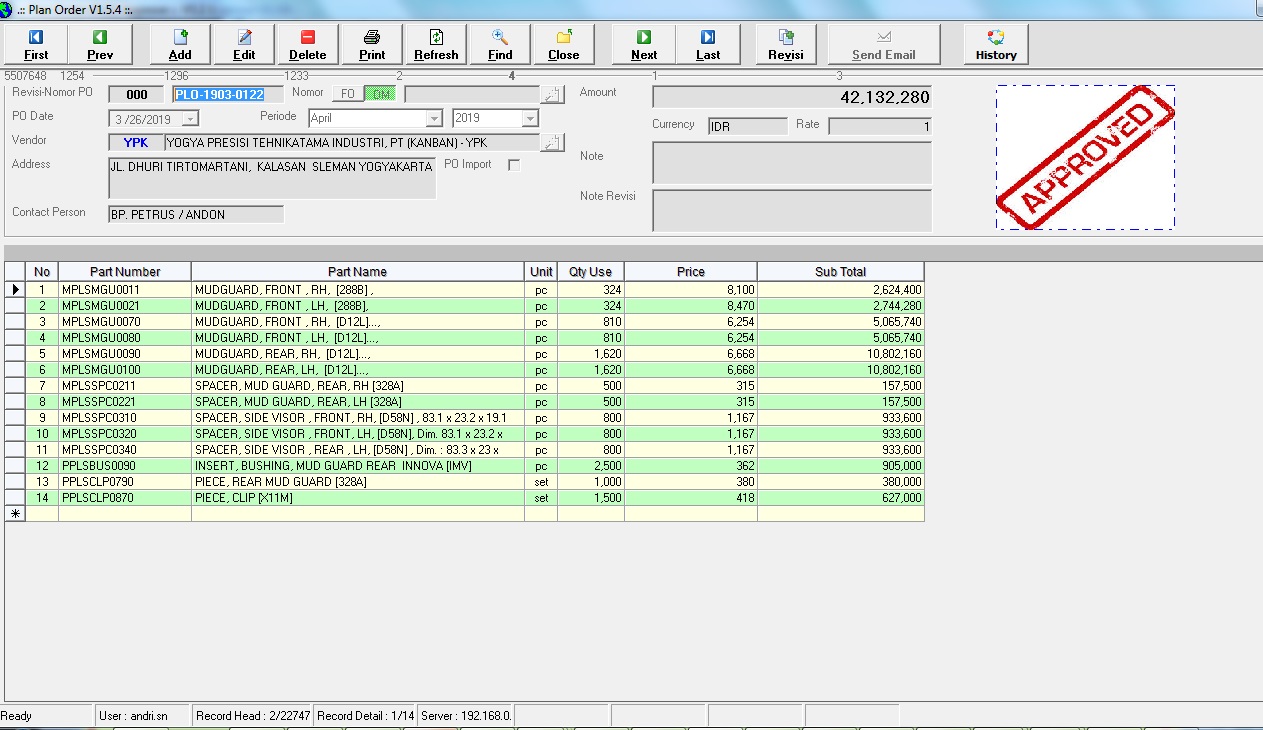 .:: Plan Order V1.5.4 ::.
First Prev Add Edit Delete Print Refresh Find Close Next Last Revisi Send Email History
5507648 1254 1296 1233 2 4 1 3
Revisi-Nomor PO 000 PLO-1903-0122 Nomor FO OM Amount 42,132,280
PO Date 3 /26/2019 Periode April 2019 Currency IDR Rate 1
Vendor YPK YOGYA PRESISI TEHNIKATAMA INDUSTRI, PT (KANBAN) - YPK Note
Address JL. DHURI TIRTOMARTANI, KALASAN SLEMAN YOGYAKARTA PO Import
Note Revisi
Contact Person BP. PETRUS / ANDON
APPROVED
No Part Number Part Name Unit Qty Use Price Sub Total
1 MPLSMGU0011 MUDGUARD, FRONT , RH, [288B] , pc 324 8,100 2,624,400
2 MPLSMGU0021 MUDGUARD, FRONT , LH, [288B], pc 324 8,470 2,744,280
3 MPLSMGU0070 MUDGUARD, FRONT , RH, [D12L]..., pc 810 6,254 5,065,740
4 MPLSMGU0080 MUDGUARD, FRONT , LH, [D12L]..., pc 810 6,254 5,065,740
5 MPLSMGU0090 MUDGUARD, REAR, RH, [D12L]..., pc 1,620 6,668 10,802,160
6 MPLSMGU0100 MUDGUARD, REAR, LH, [D12L]..., pc 1,620 6,668 10,802,160
7 MPLSSPC0211 SPACER, MUD GUARD, REAR, RH [328A] pc 500 315 157,500
8 MPLSSPC0221 SPACER, MUD GUARD, REAR, LH [328A] pc 500 315 157,500
9 MPLSSPC0310 SPACER, SIDE VISOR , FRONT, RH, [D58N] , 83.1 x 23.2 x 19.1 pc 800 1,167 933,600
10 MPLSSPC0320 SPACER, SIDE VISOR , FRONT, LH, [D58N], Dim. 83.1 x 23.2 x pc 800 1,167 933,600
11 MPLSSPC0340 SPACER, SIDE VISOR , REAR , LH, [D58N] , Dim. : 83.3 x 23 x pc 800 1,167 933,600
12 PPLSBUS0090 INSERT, BUSHING, MUD GUARD REAR INNOVA [IMV] pc 2,500 362 905,000
13 PPLSCLP0790 PIECE, REAR MUD GUARD [328A] set 1,000 380 380,000
14 PPLSCLP0870 PIECE, CLIP [X11M] set 1,500 418 627,000
Ready User : andri.sn Record Head : 2/22747 Record Detail : 1/14 Server : 192.168.0.